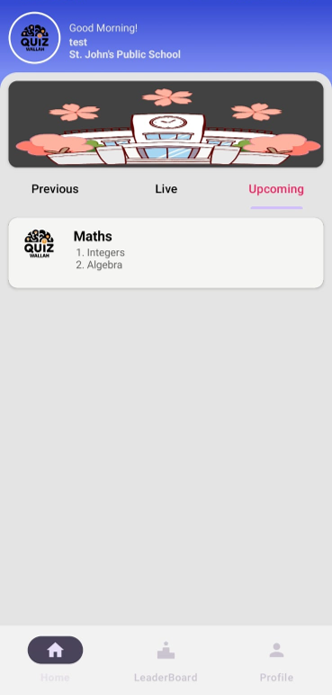 QUIZ
WALLAH
Good Morning!
test
St. John's Public School
Previous
Live
Upcoming
QUIZ
WALLAH
Maths
1. Integers
2. Algebra
Home
LeaderBoard
Profile